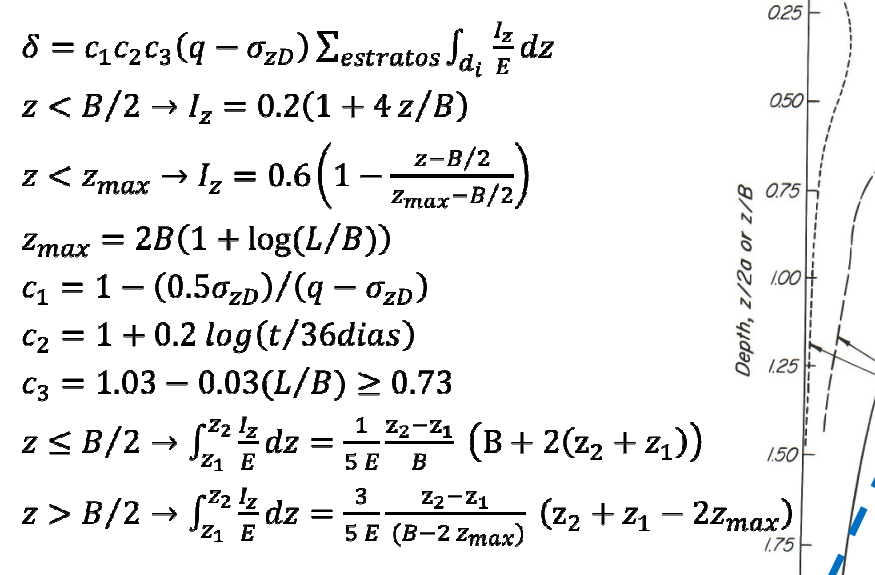 δ = c₁c₂c₃(q − σ_zD) Σ_estratos ∫_dᵢ I_z/E dz
z < B/2 → I_z = 0.2(1 + 4 z/B)
z < z_max → I_z = 0.6(1 − (z−B/2)/(z_max−B/2))
z_max = 2B(1 + log(L/B))
c₁ = 1 − (0.5σ_zD)/(q − σ_zD)
c₂ = 1 + 0.2 log(t/36dias)
c₃ = 1.03 − 0.03(L/B) ≥ 0.73
z ≤ B/2 → ∫_z₁^z₂ I_z/E dz = 1/(5 E) (z₂−z₁)/B (B + 2(z₂ + z₁))
z > B/2 → ∫_z₁^z₂ I_z/E dz = 3/(5 E) (z₂−z₁)/(B−2 z_max) (z₂ + z₁ − 2z_max)
Depth, z/2a or z/B
0.25
0.50
0.75
1.00
1.25
1.50
1.75